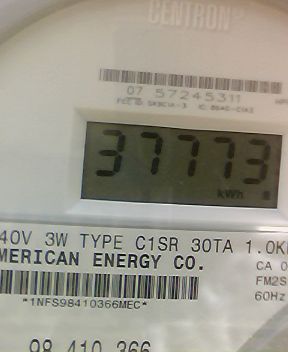 CENTRON
07 57245311
37773
kWh
40V 3W TYPE C1SR 30TA 1.0K
MERICAN ENERGY CO.
CA 0
FM2S
60Hz
*1NFS98410366MEC*
98 410 366